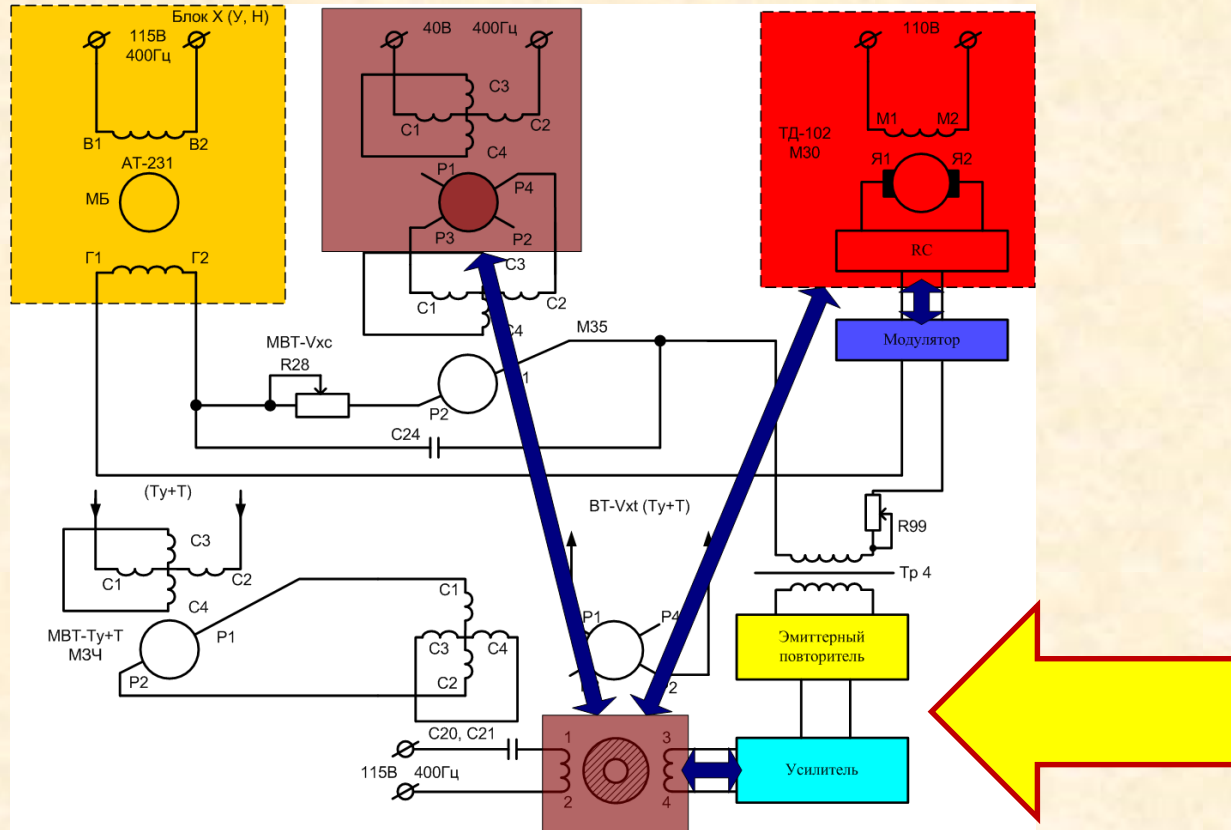 Блок Х (У, Н)
115В
400Гц
В1
В2
АТ-231
МБ
Г1
Г2
40В 400Гц
С3
С1
С2
С4
Р1
Р4
Р3
Р2
С3
С1
С2
С4
110В
М1
М2
ТД-102
М30
Я1
Я2
RC
Модулятор
МВТ-Vхс
R28
М35
1
Р2
С24
(Ту+Т)
С3
С1
С2
С4
МВТ-Ту+Т
МЗЧ
Р1
Р2
С1
С3
С4
С2
ВТ-Vхt (Ту+Т)
Р1
Р4
2
R99
Тр 4
Эмиттерный
повторитель
С20, С21
115В 400Гц
1
2
3
4
Усилитель